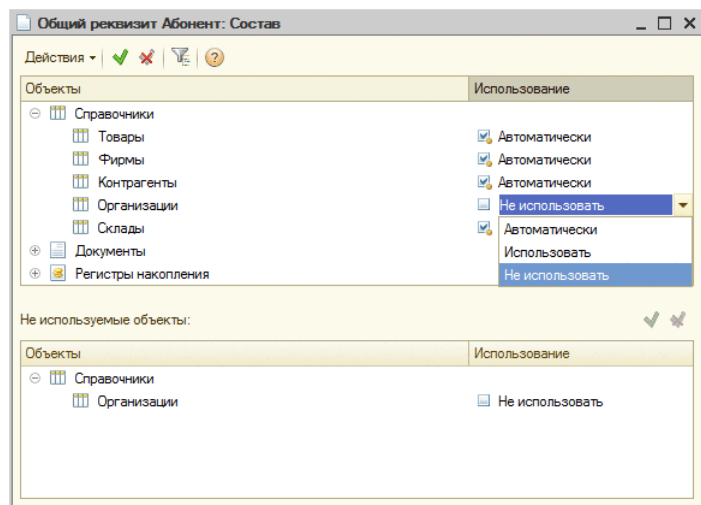 Общий реквизит Абонент: Состав
Действия
Объекты Использование
Справочники
Товары Автоматически
Фирмы Автоматически
Контрагенты Автоматически
Организации Не использовать
Склады Автоматически
Документы Использовать
Регистры накопления Не использовать
Не используемые объекты:
Объекты Использование
Справочники
Организации Не использовать